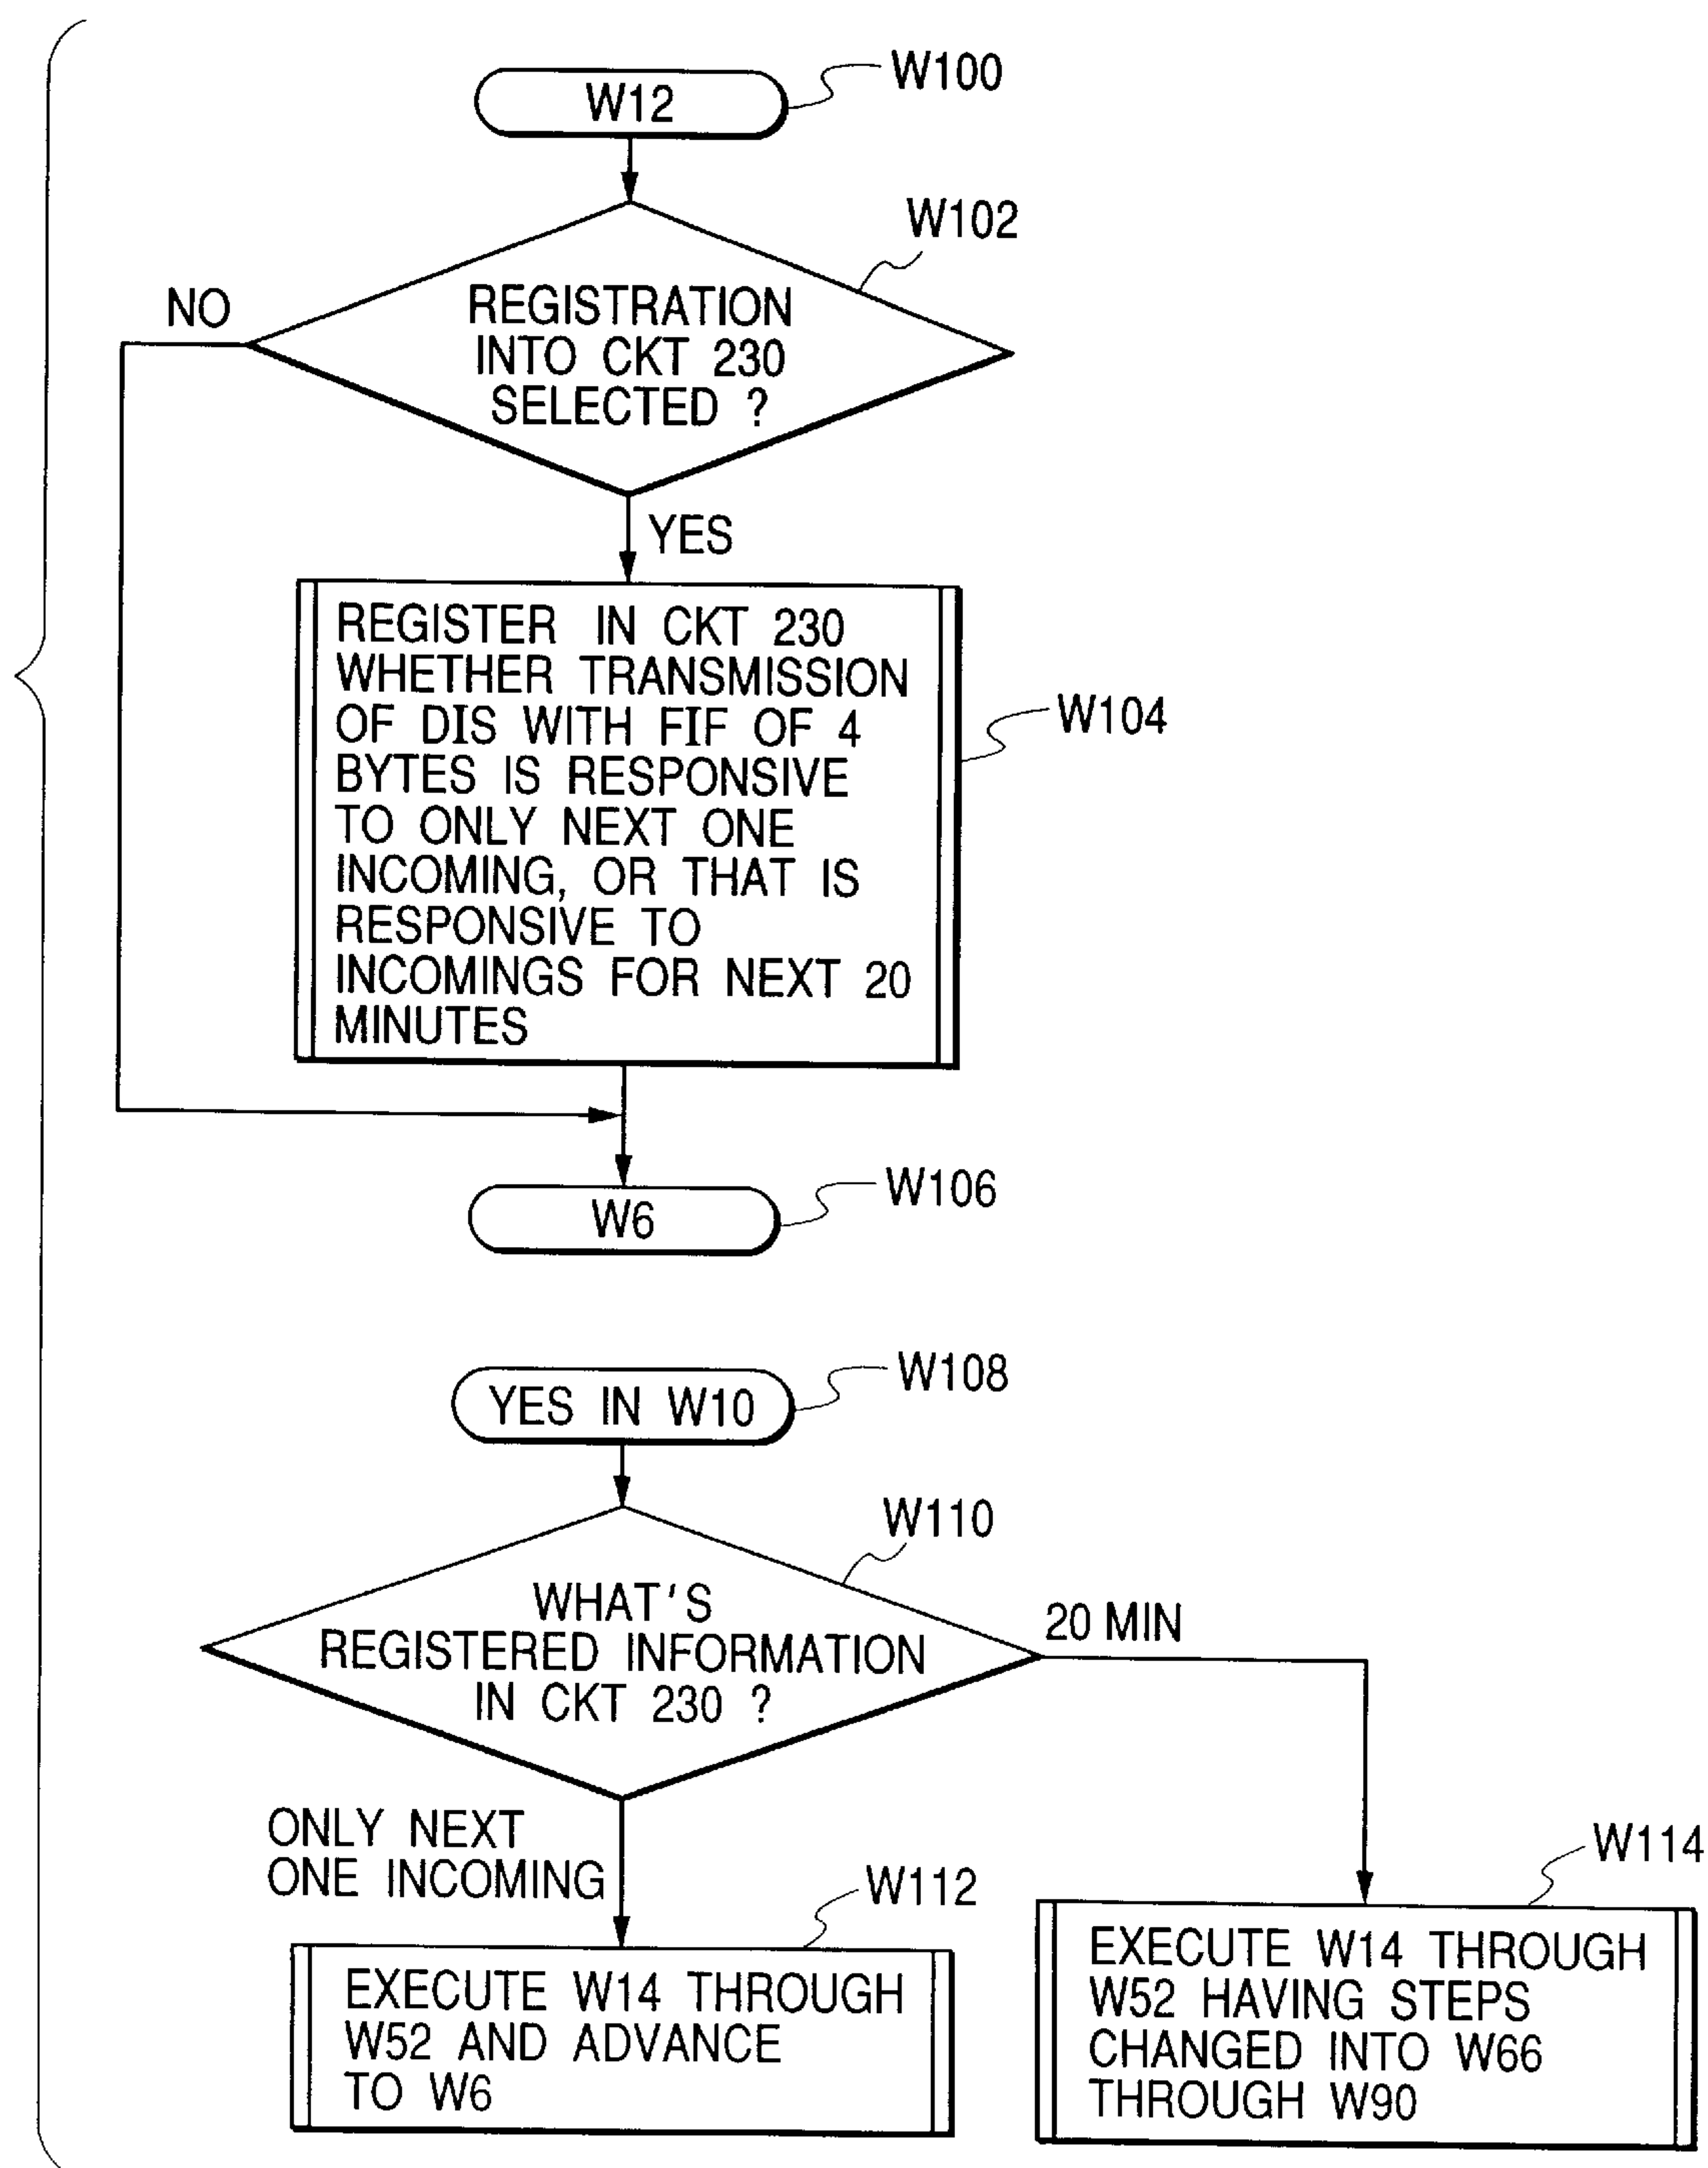 W100
W12
W102
NO
REGISTRATION
INTO CKT 230
SELECTED ?
YES
REGISTER IN CKT 230
WHETHER TRANSMISSION
OF DIS WITH FIF OF 4
BYTES IS RESPONSIVE
TO ONLY NEXT ONE
INCOMING, OR THAT IS
RESPONSIVE TO
INCOMINGS FOR NEXT 20
MINUTES
W104
W106
W6
W108
YES IN W10
W110
WHAT'S
REGISTERED INFORMATION
IN CKT 230 ?
20 MIN
ONLY NEXT
ONE INCOMING
W112
EXECUTE W14 THROUGH
W52 AND ADVANCE
TO W6
W114
EXECUTE W14 THROUGH
W52 HAVING STEPS
CHANGED INTO W66
THROUGH W90